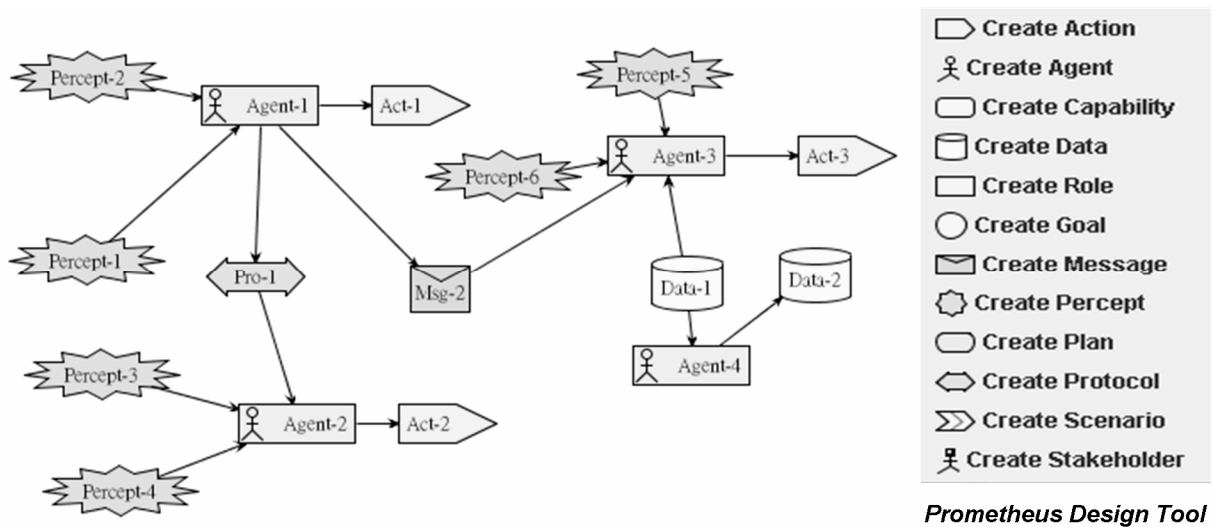 Percept-2
Agent-1
Act-1
Percept-1
Pro-1
Msg-2
Percept-3
Agent-2
Act-2
Percept-4
Percept-5
Percept-6
Agent-3
Act-3
Data-1
Data-2
Agent-4
Create Action
Create Agent
Create Capability
Create Data
Create Role
Create Goal
Create Message
Create Percept
Create Plan
Create Protocol
Create Scenario
Create Stakeholder
Prometheus Design Tool